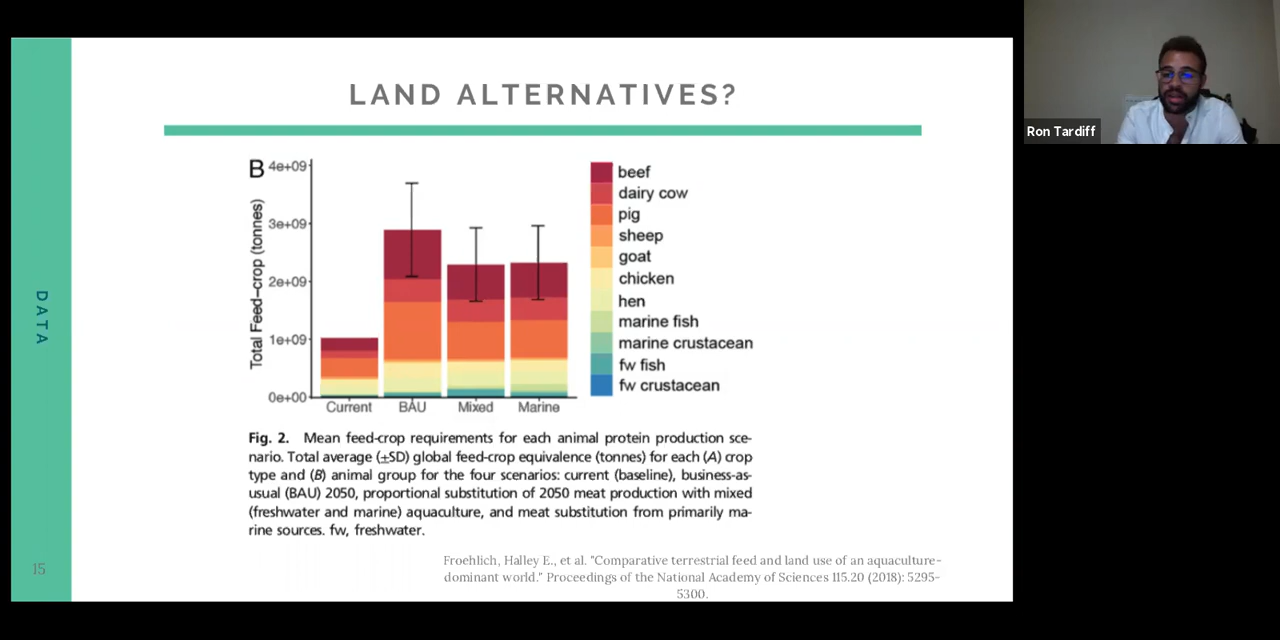 LAND ALTERNATIVES?
DATA
15
B
Total Feed-crop (tonnes)
4e+09
3e+09
2e+09
1e+09
0e+00
Current BAU Mixed Marine
beef
dairy cow
pig
sheep
goat
chicken
hen
marine fish
marine crustacean
fw fish
fw crustacean
Fig. 2. Mean feed-crop requirements for each animal protein production sce-
nario. Total average (±SD) global feed-crop equivalence (tonnes) for each (A) crop
type and (B) animal group for the four scenarios: current (baseline), business-as-
usual (BAU) 2050, proportional substitution of 2050 meat production with mixed
(freshwater and marine) aquaculture, and meat substitution from primarily ma-
rine sources. fw, freshwater.
Froehlich, Halley E., et al. "Comparative terrestrial feed and land use of an aquaculture-
dominant world." Proceedings of the National Academy of Sciences 115.20 (2018): 5295-
5300.
Ron Tardiff